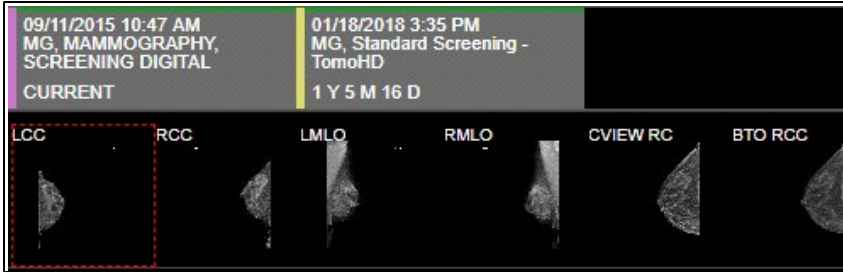 09/11/2015 10:47 AM
MG, MAMMOGRAPHY,
SCREENING DIGITAL
CURRENT
01/18/2018 3:35 PM
MG, Standard Screening -
TomoHD
1 Y 5 M 16 D
LCC RCC LMLO RMLO CVIEW RC BTO RCC